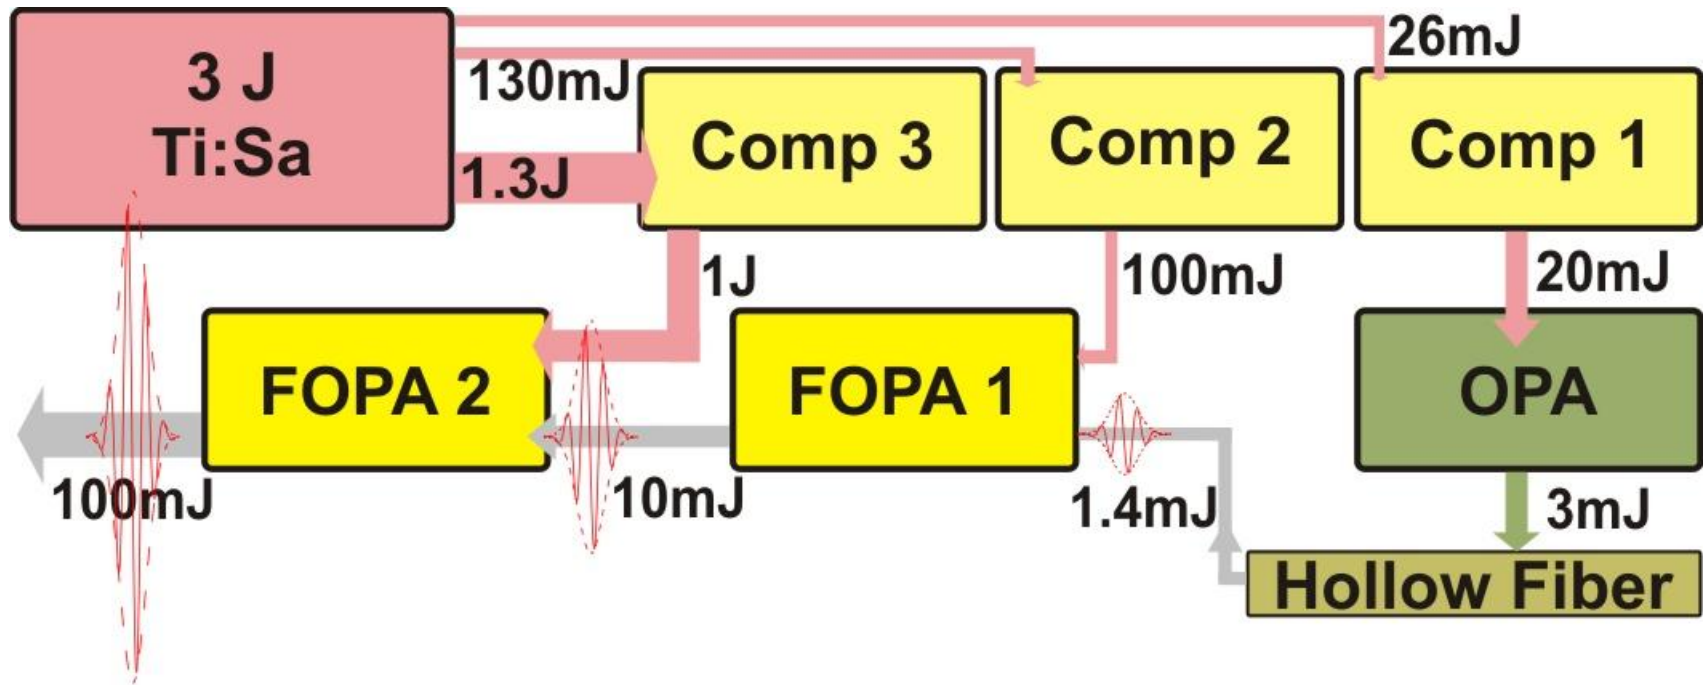 3 J
Ti:Sa
26mJ
130mJ
1.3J
Comp 3
Comp 2
Comp 1
1J
100mJ
20mJ
FOPA 2
FOPA 1
OPA
100mJ
10mJ
1.4mJ
3mJ
Hollow Fiber